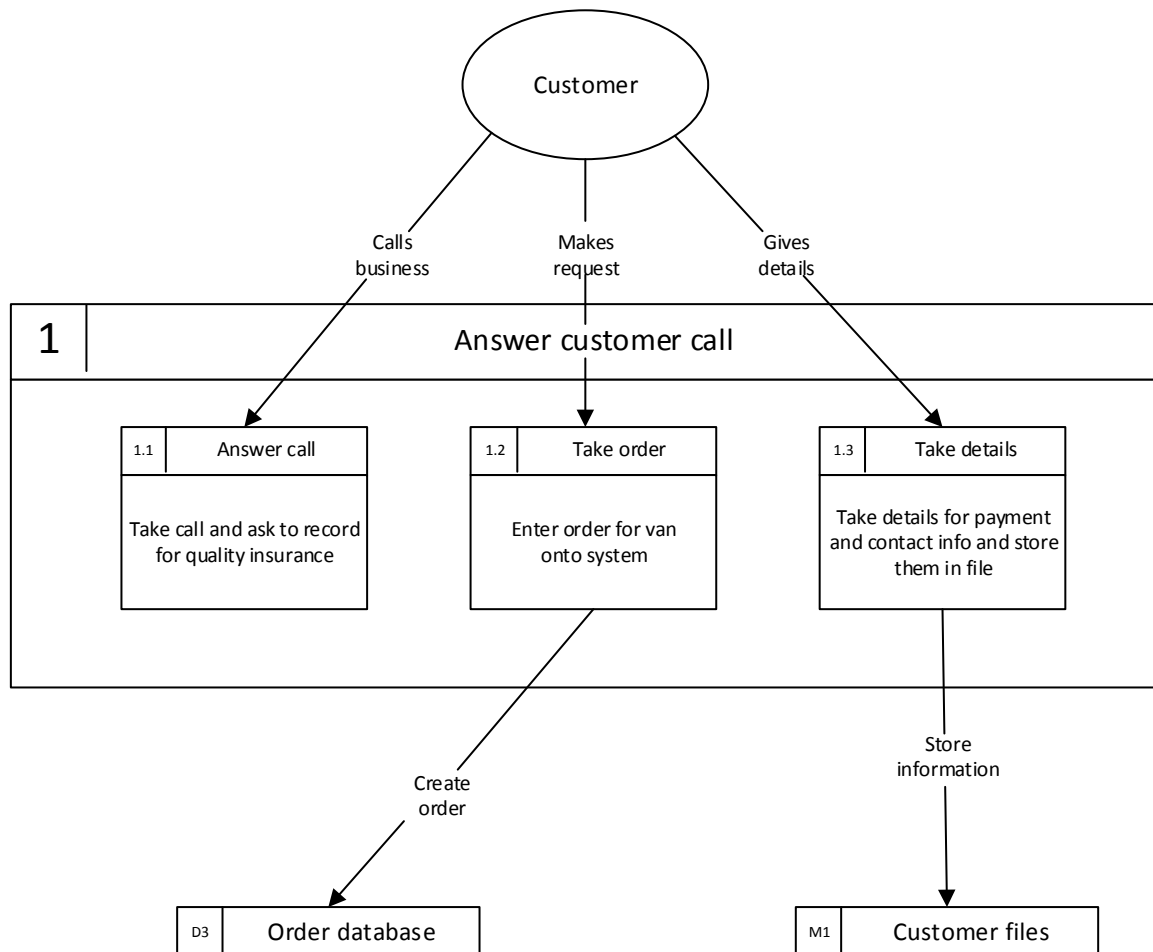 Customer
Calls
business
Makes
request
Gives
details
1
Answer customer call
1.1
Answer call
Take call and ask to record
for quality insurance
1.2
Take order
Enter order for van
onto system
1.3
Take details
Take details for payment
and contact info and store
them in file
Create
order
Store
information
D3
Order database
M1
Customer files